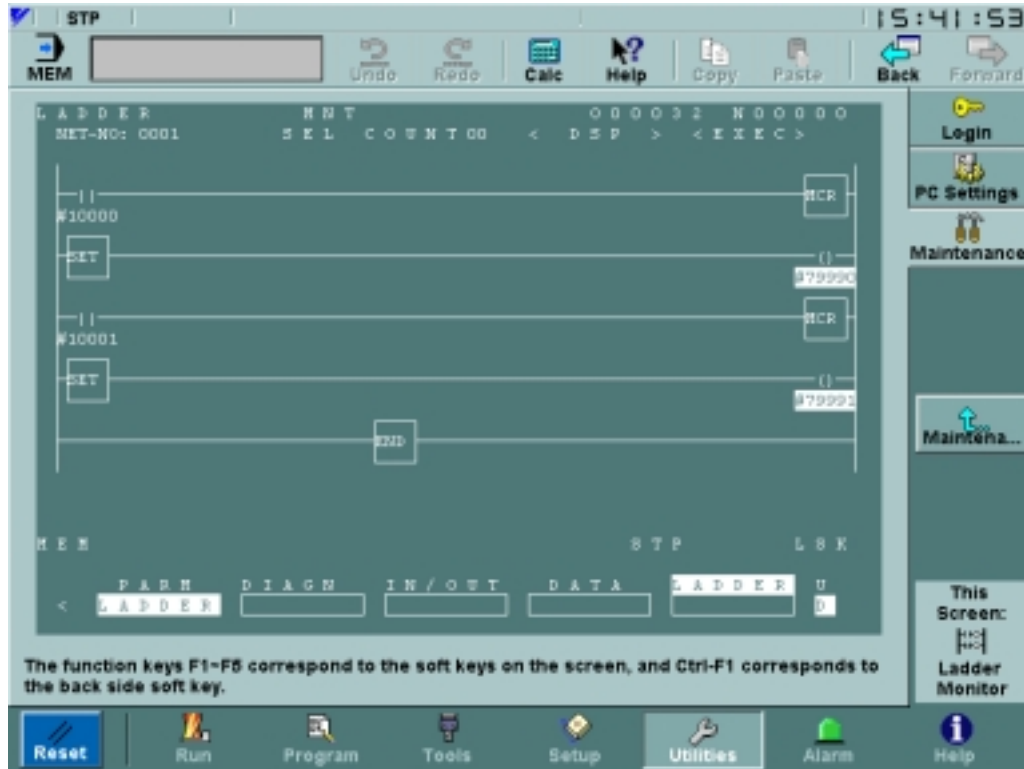 STP
15:41:53
MEM
Undo Redo Calc Help Copy Paste Back Forward
LADDER MNT 000032 N00000
NET-NO: 0001 SEL COUNT00 < DSP > <EXEC>
Login
PC Settings
Maintenance
MCR
#10000
SET
()
#79990
MCR
#10001
SET
()
#79991
END
Maintena...
MEM STP LSK
PARM DIAGN IN/OUT DATA LADDER U
< LADDER D
This
Screen:
Ladder
Monitor
The function keys F1~F5 correspond to the soft keys on the screen, and Ctrl-F1 corresponds to
the back side soft key.
Reset Run Program Tools Setup Utilities Alarm Help